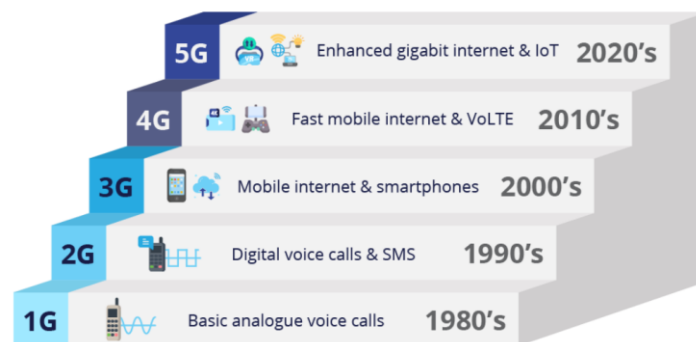 5G Enhanced gigabit internet & IoT 2020's
4G Fast mobile internet & VoLTE 2010's
3G Mobile internet & smartphones 2000's
2G Digital voice calls & SMS 1990's
1G Basic analogue voice calls 1980's